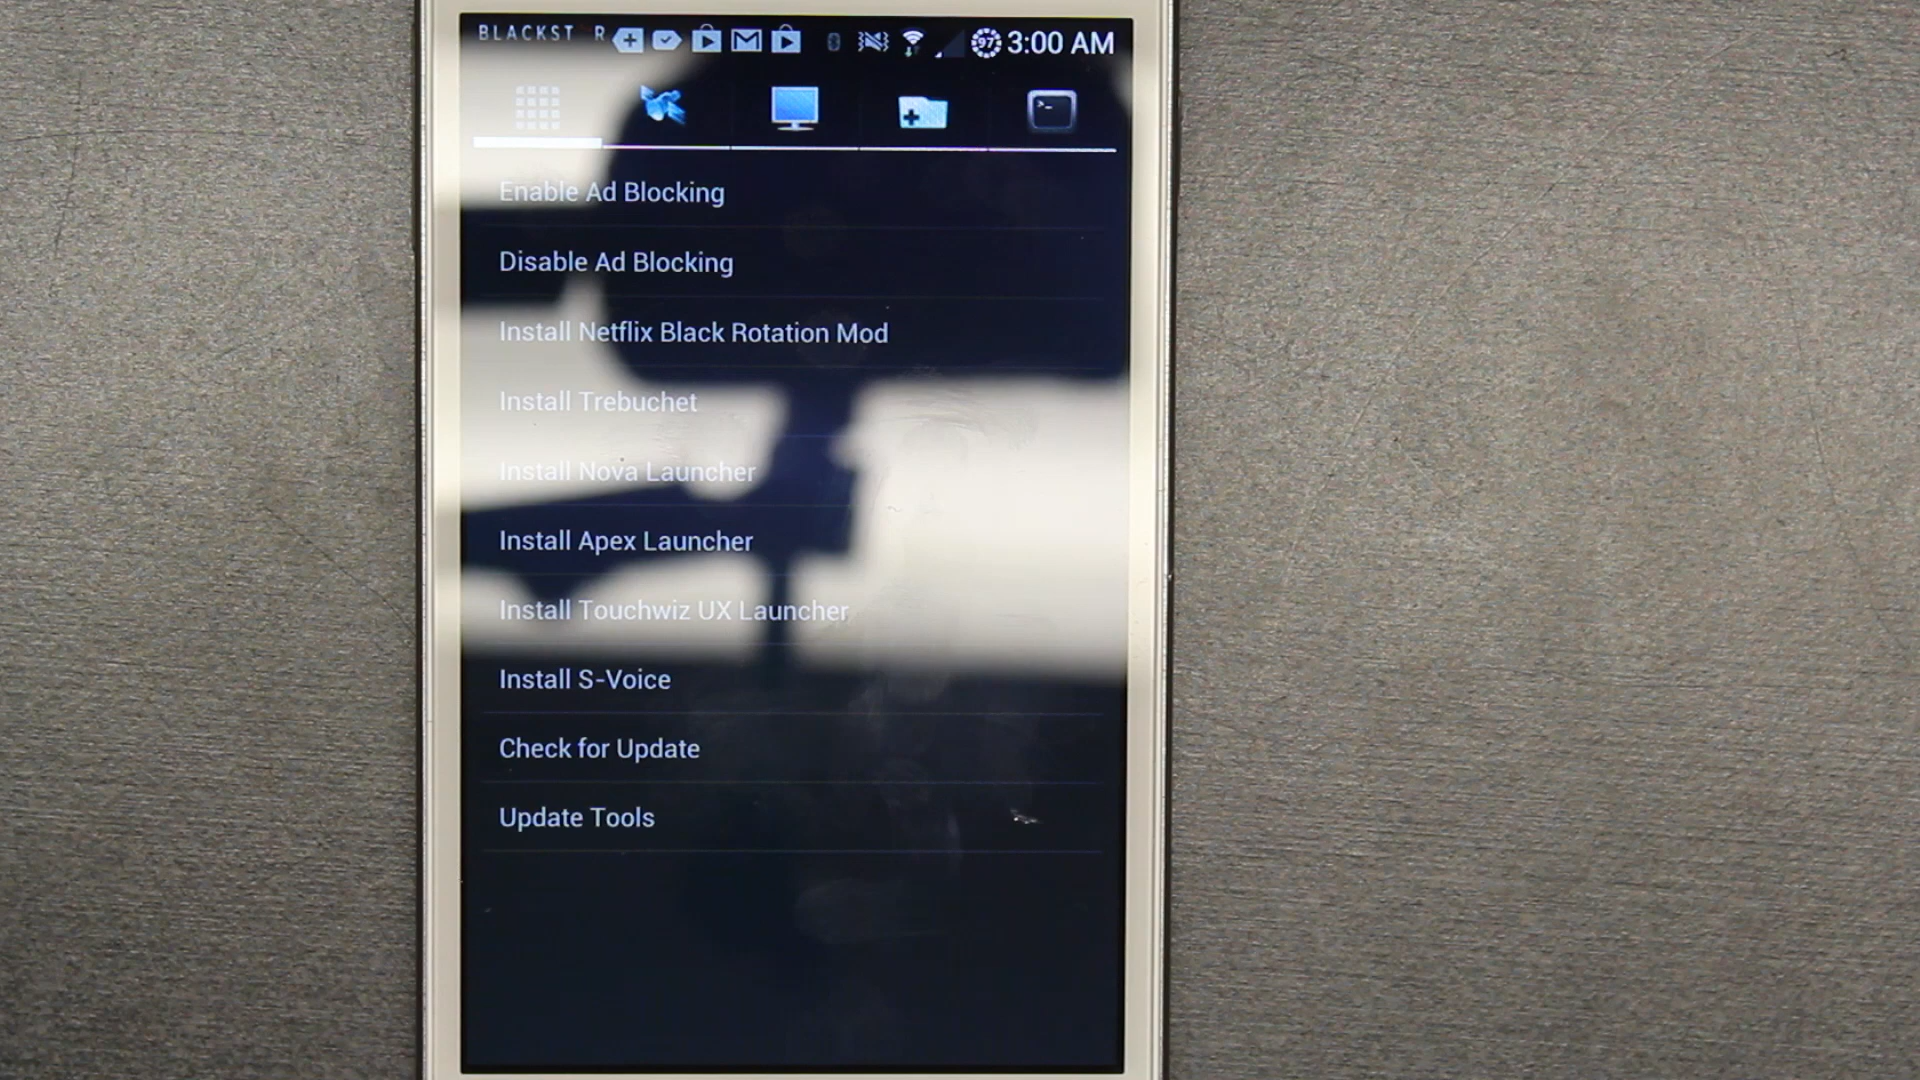 BLACKST R 97 3:00 AM
>_
Enable Ad Blocking
Disable Ad Blocking
Install Netflix Black Rotation Mod
Install Trebuchet
Install Nova Launcher
Install Apex Launcher
Install Touchwiz UX Launcher
Install S-Voice
Check for Update
Update Tools